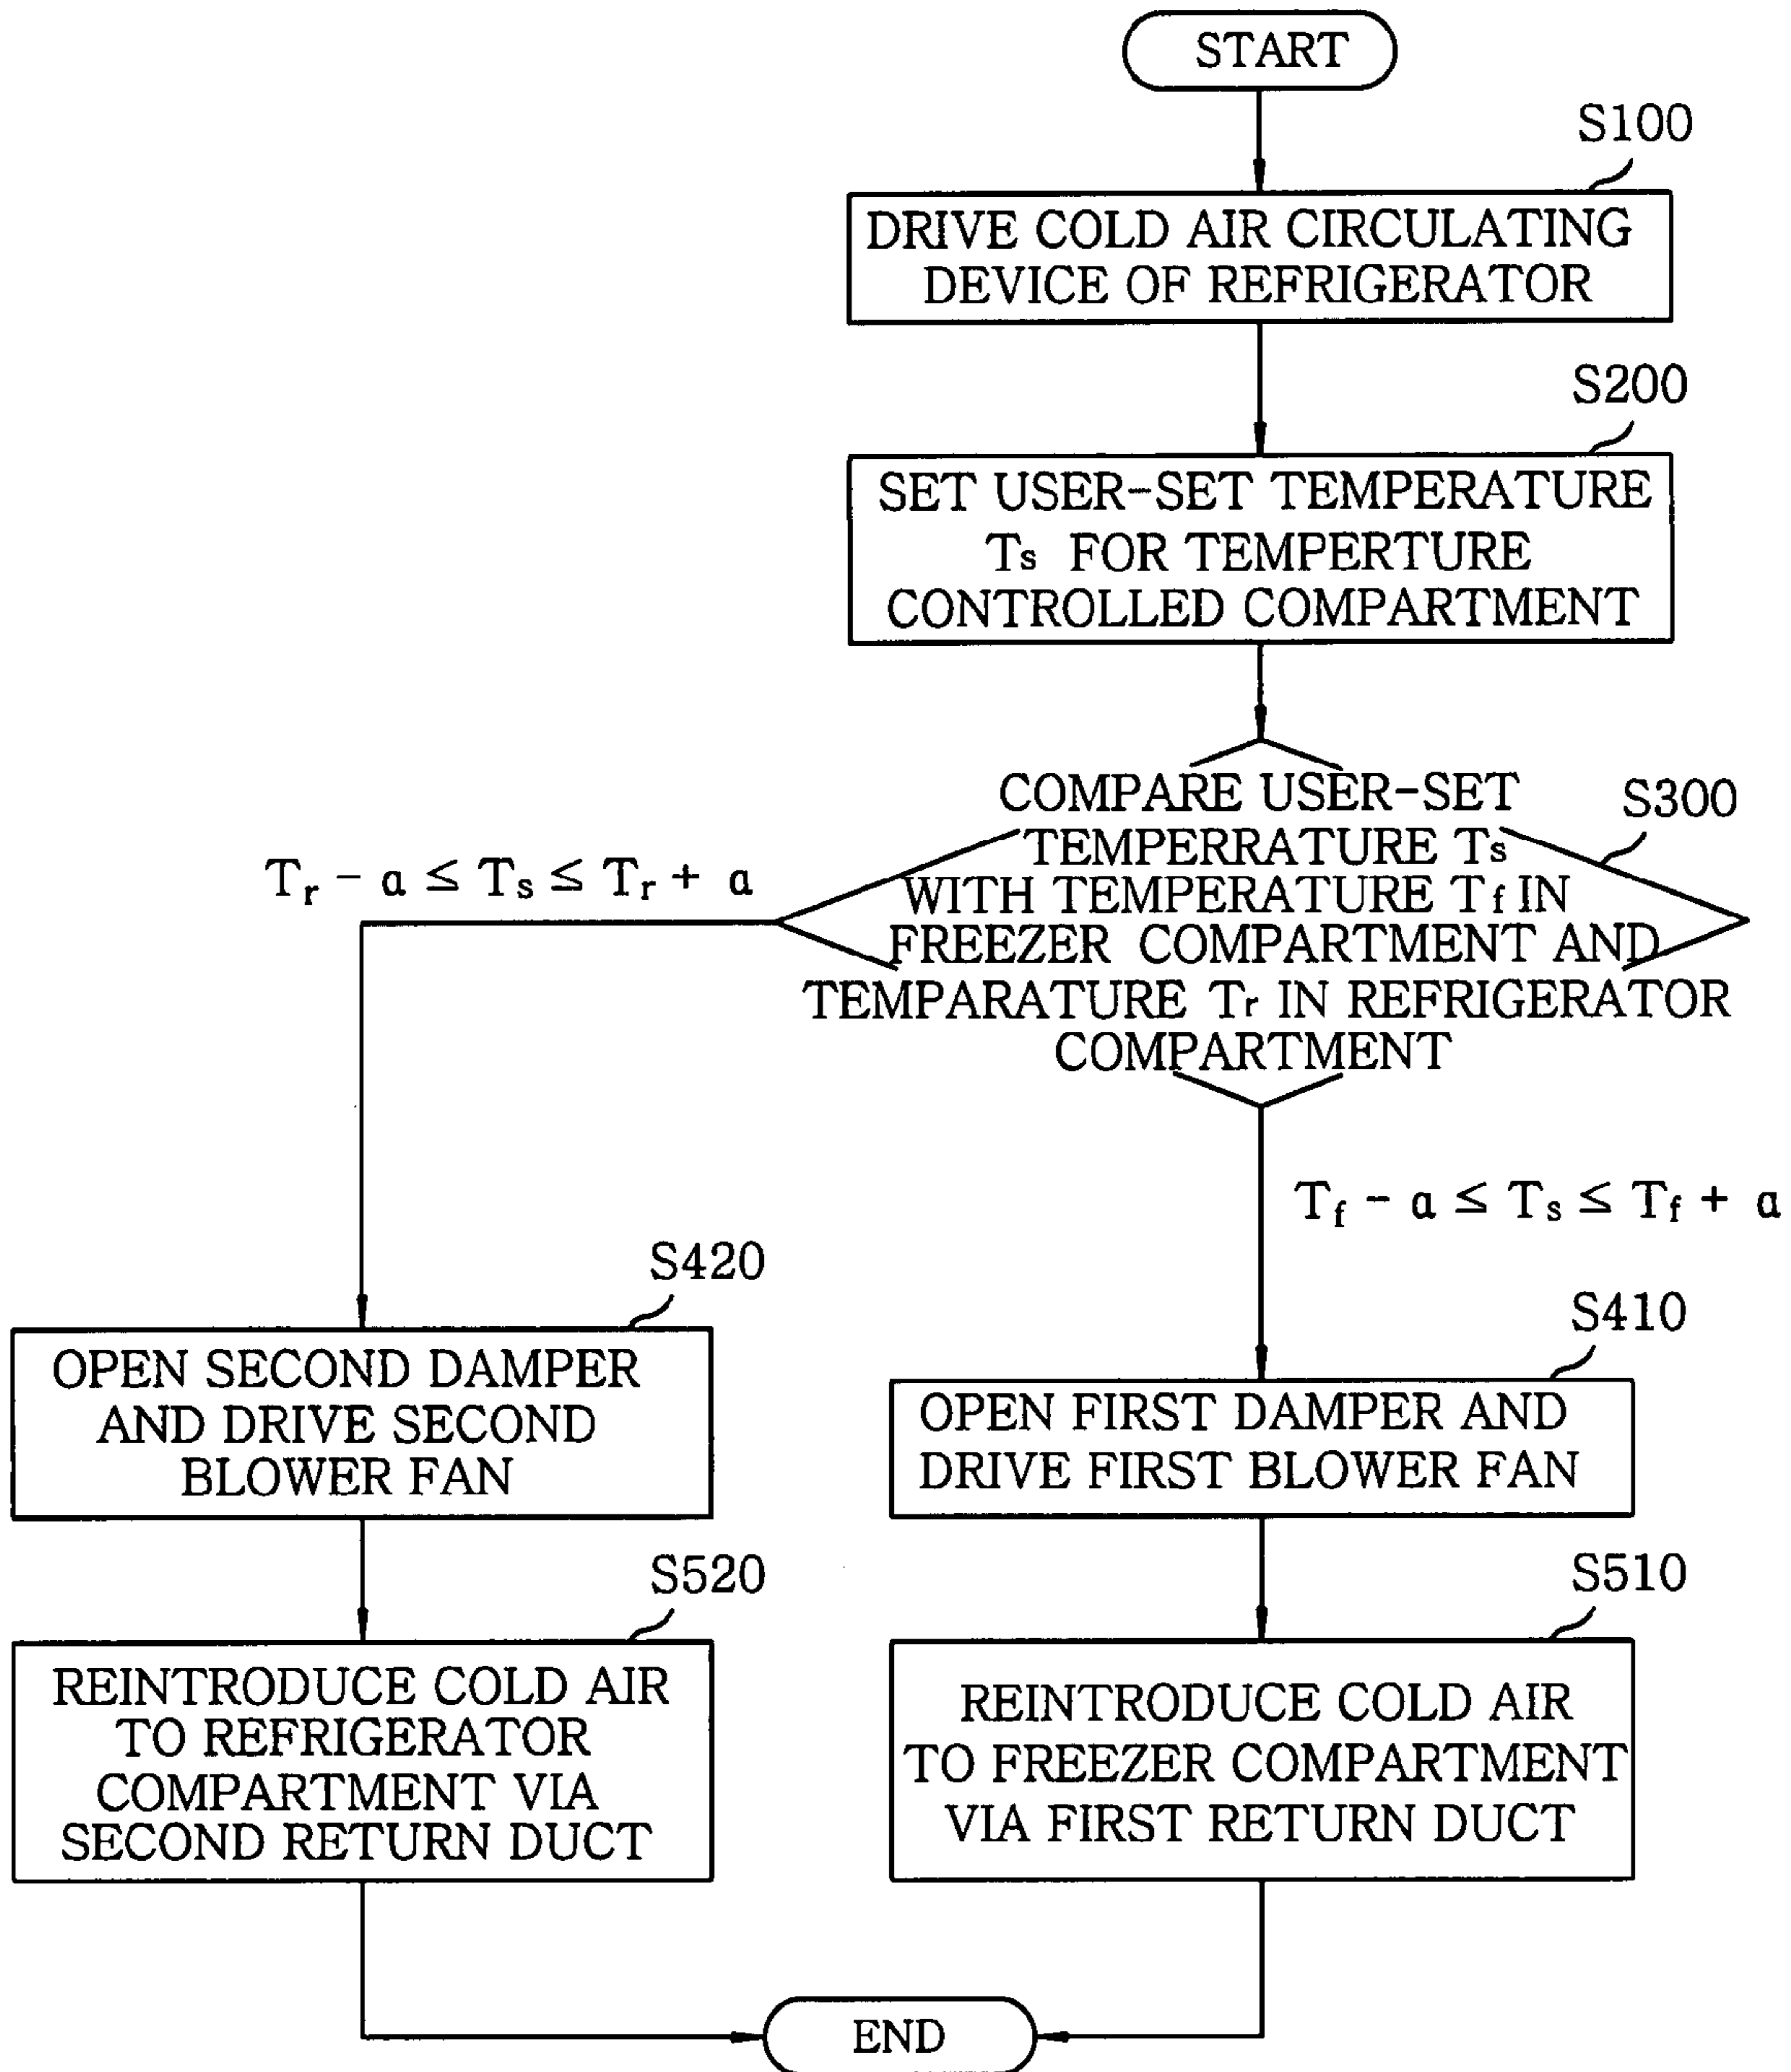 START
S100
DRIVE COLD AIR CIRCULATING
DEVICE OF REFRIGERATOR
S200
SET USER-SET TEMPERATURE
Ts FOR TEMPERTURE
CONTROLLED COMPARTMENT
S300
COMPARE USER-SET
TEMPERRATURE Ts
WITH TEMPERATURE Tf IN
FREEZER COMPARTMENT AND
TEMPARATURE Tr IN REFRIGERATOR
COMPARTMENT
Tr - a ≤ Ts ≤ Tr + a
Tf - a ≤ Ts ≤ Tf + a
S420
OPEN SECOND DAMPER
AND DRIVE SECOND
BLOWER FAN
S410
OPEN FIRST DAMPER AND
DRIVE FIRST BLOWER FAN
S520
REINTRODUCE COLD AIR
TO REFRIGERATOR
COMPARTMENT VIA
SECOND RETURN DUCT
S510
REINTRODUCE COLD AIR
TO FREEZER COMPARTMENT
VIA FIRST RETURN DUCT
END